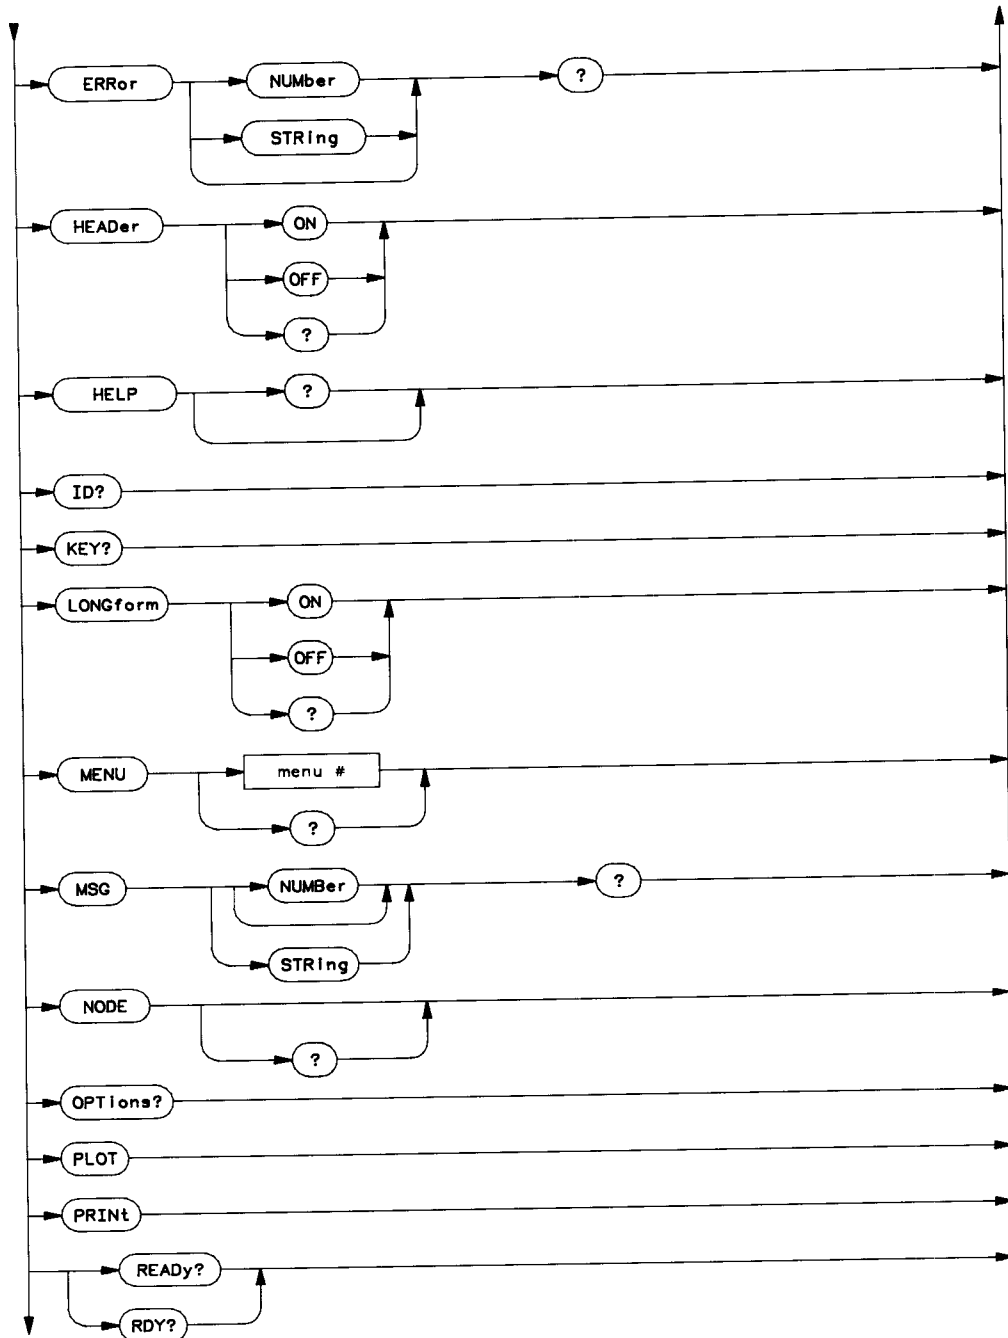 ERRor NUMber ?
STRing
HEADer ON
OFF
?
HELP ?
ID?
KEY?
LONGform ON
OFF
?
MENU menu #
?
MSG NUMBer ?
STRing
NODE
?
OPTions?
PLOT
PRINt
READy?
RDY?